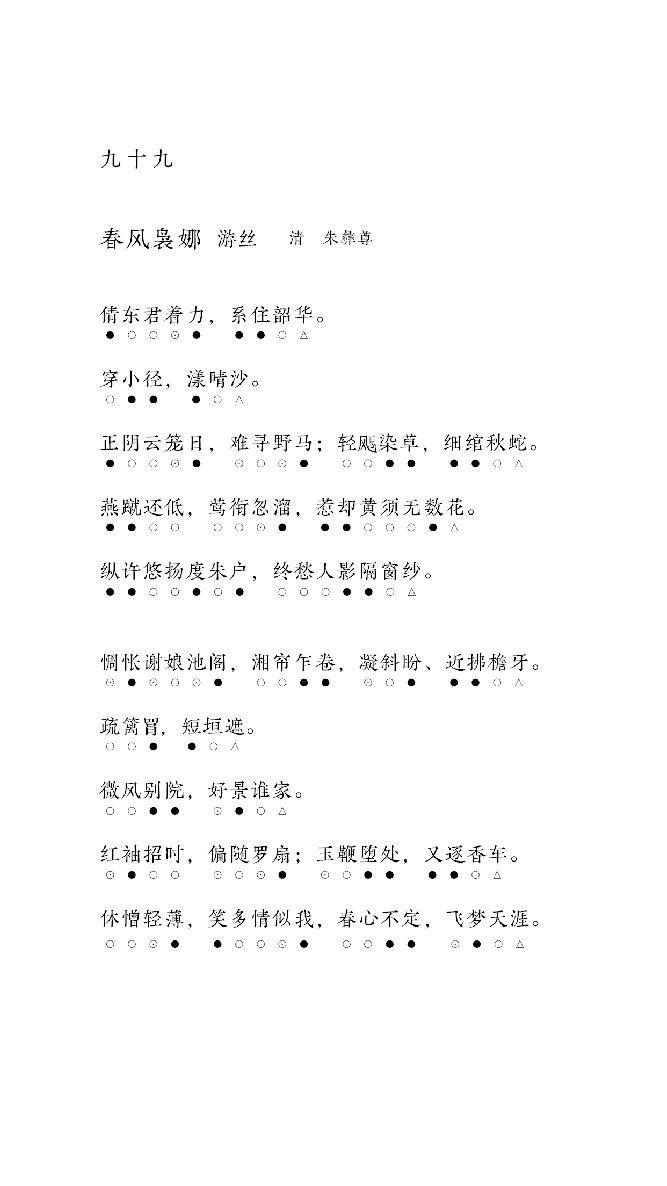 九十九
春风袅娜 游丝 清 朱彝尊
倩东君着力，系住韶华。
●○○⊙● ●●○△
穿小径，漾晴沙。
○●● ●○△
正阴云笼日，难寻野马；轻飏染草，细绾秋蛇。
●○○⊙● ⊙○⊙● ○○●● ●●○△
燕蹴还低，莺衔忽溜，惹却黄须无数花。
●●○○ ○○⊙● ●●○○○●△
纵许悠扬度朱户，终愁人影隔窗纱。
●●○○●○● ○○○●●○△
惆怅谢娘池阁，湘帘乍卷，凝斜盼、近拂檐牙。
⊙●⊙○⊙● ○○●● ⊙○● ●●○△
疏篱罥，短垣遮。
○○● ●○△
微风别院，好景谁家。
○○●● ⊙●○△
红袖招时，偏随罗扇；玉鞭堕处，又逐香车。
⊙●○○ ⊙○⊙● ⊙○●● ●●○△
休憎轻薄，笑多情似我，春心不定，飞梦天涯。
○○⊙● ●○○⊙● ○○●● ⊙●○△